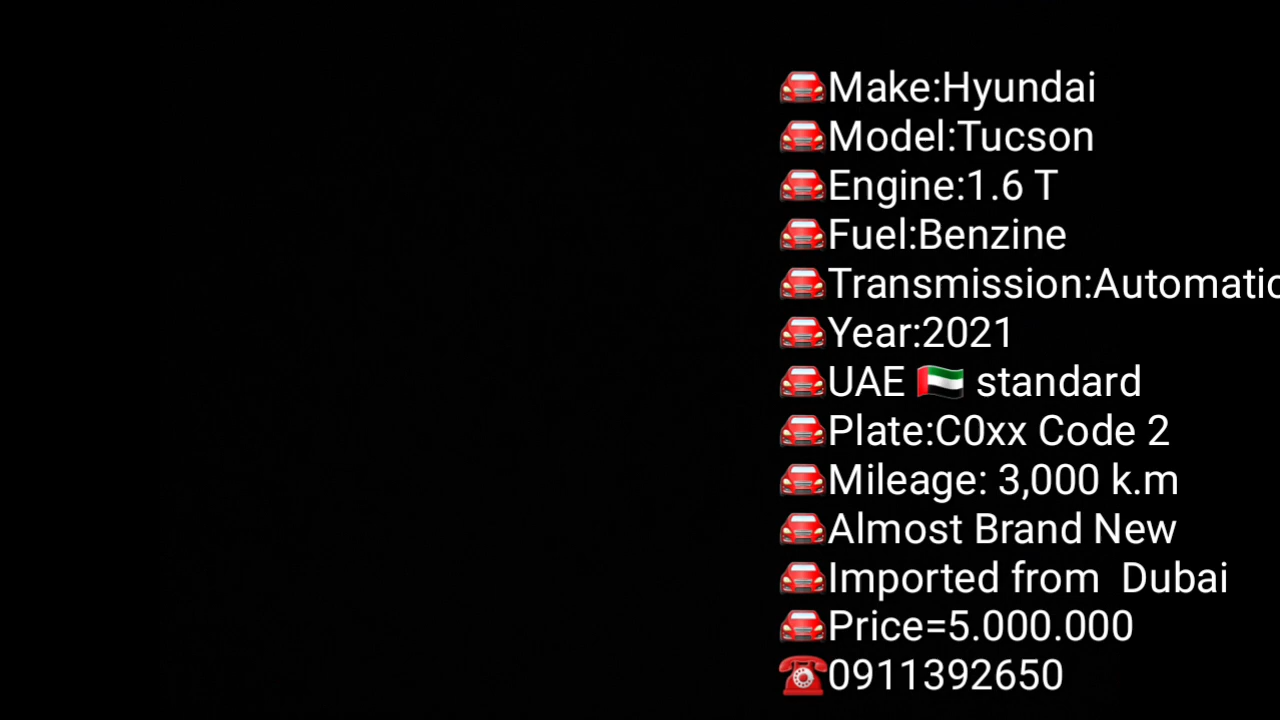 🚘Make:Hyundai
🚘Model:Tucson
🚘Engine:1.6 T
🚘Fuel:Benzine
🚘Transmission:Automatic
🚘Year:2021
🚘UAE 🇦🇪 standard
🚘Plate:C0xx Code 2
🚘Mileage: 3,000 k.m
🚘Almost Brand New
🚘Imported from  Dubai
🚘Price=5.000.000
☎0911392650